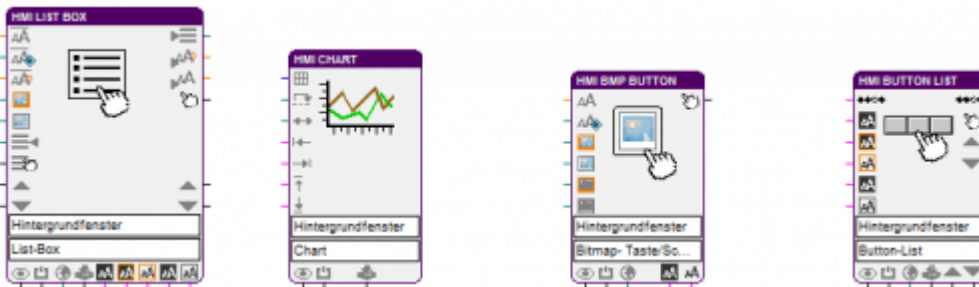 HMI LIST BOX
Hintergrundfenster
List-Box
HMI CHART
Hintergrundfenster
Chart
HMI BMP BUTTON
Hintergrundfenster
Bitmap- Taste/So...
HMI BUTTON LIST
Hintergrundfenster
Button-List